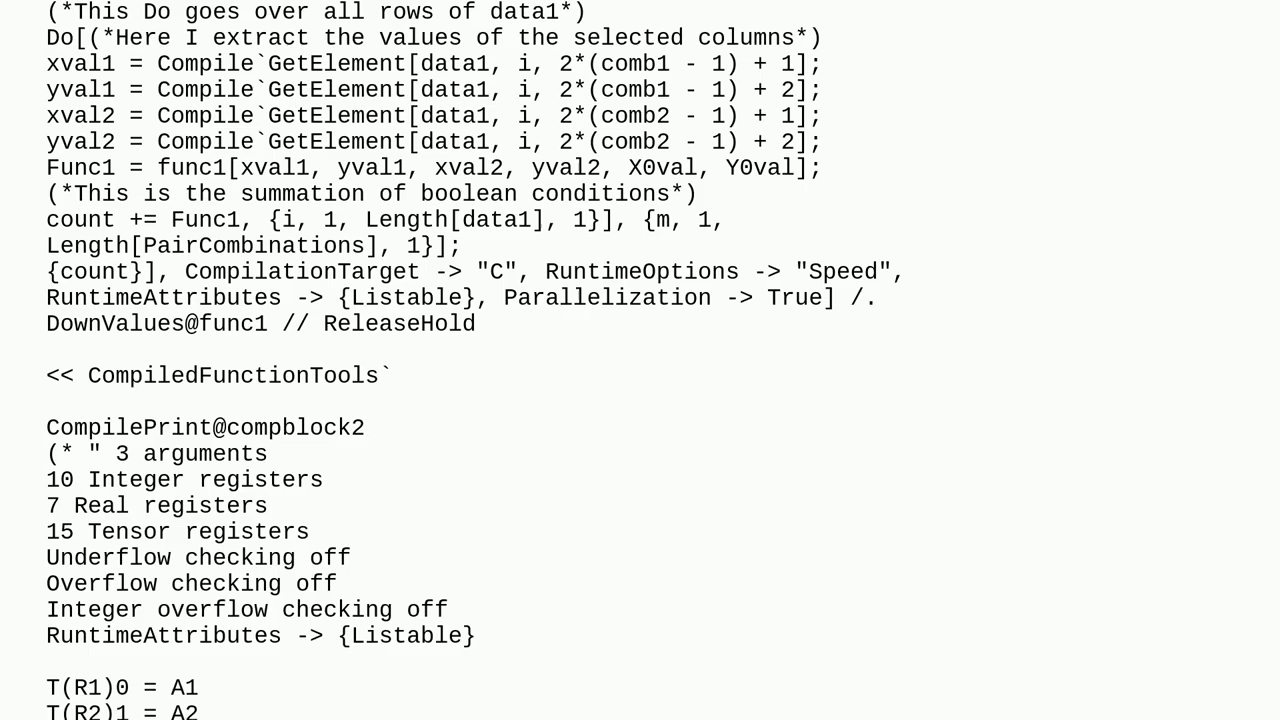 (*This Do goes over all rows of data1*)
Do[(*Here I extract the values of the selected columns*)
xval1 = Compile`GetElement[data1, i, 2*(comb1 - 1) + 1];
yval1 = Compile`GetElement[data1, i, 2*(comb1 - 1) + 2];
xval2 = Compile`GetElement[data1, i, 2*(comb2 - 1) + 1];
yval2 = Compile`GetElement[data1, i, 2*(comb2 - 1) + 2];
Func1 = func1[xval1, yval1, xval2, yval2, X0val, Y0val];
(*This is the summation of boolean conditions*)
count += Func1, {i, 1, Length[data1], 1}], {m, 1,
Length[PairCombinations], 1}];
{count}], CompilationTarget -> "C", RuntimeOptions -> "Speed",
RuntimeAttributes -> {Listable}, Parallelization -> True] /.
DownValues@func1 // ReleaseHold
<< CompiledFunctionTools`
CompilePrint@compblock2
(* " 3 arguments
10 Integer registers
7 Real registers
15 Tensor registers
Underflow checking off
Overflow checking off
Integer overflow checking off
RuntimeAttributes -> {Listable}
T(R1)0 = A1
T(R2)1 = A2